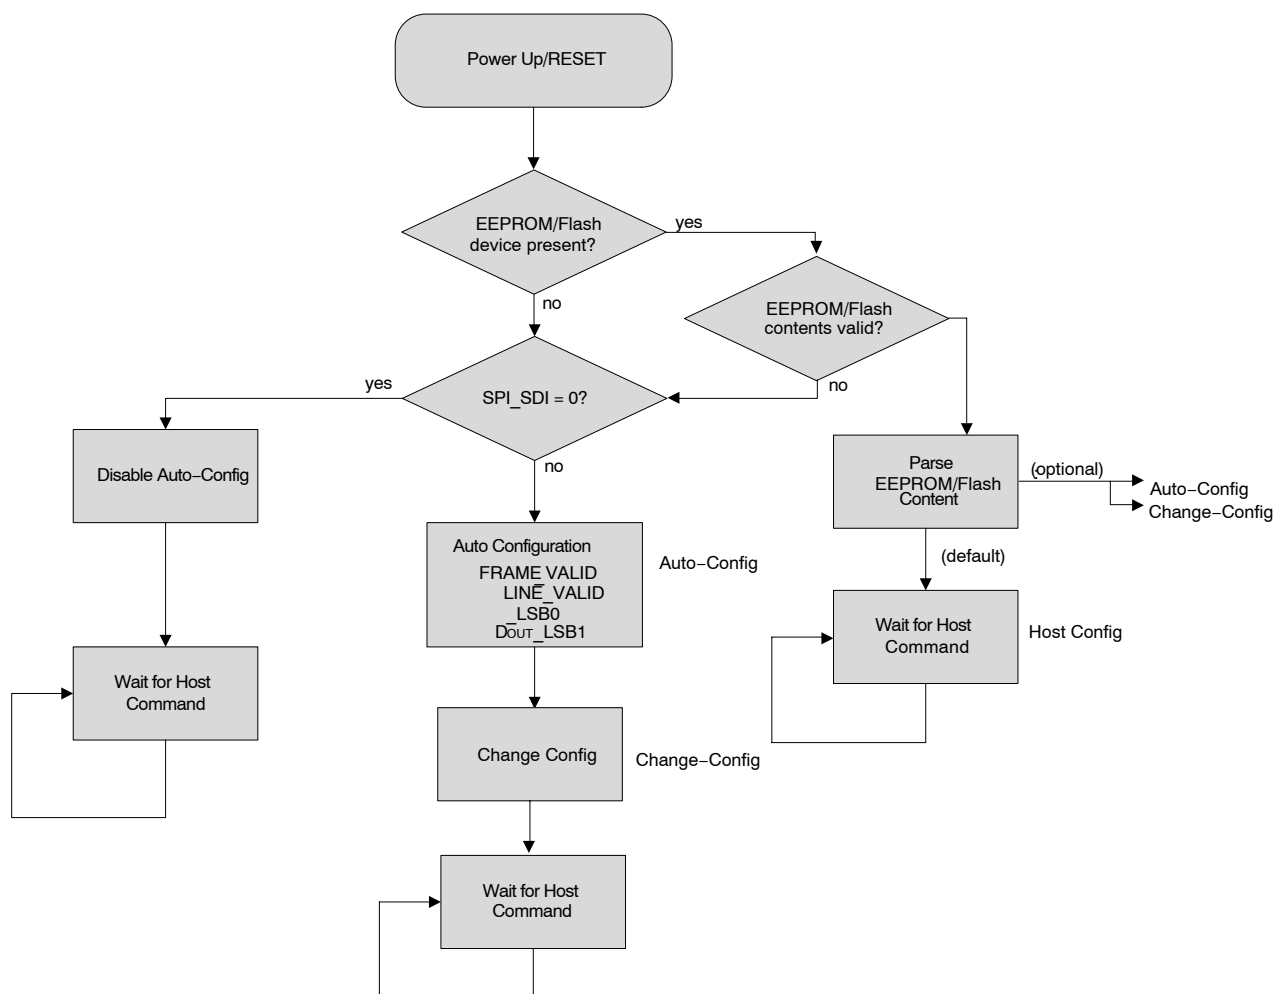 Power Up/RESET
EEPROM/Flash
device present?
yes
no
EEPROM/Flash
contents valid?
no
SPI_SDI = 0?
yes
no
Disable Auto−Config
Wait for Host
Command
Auto Configuration
FRAME_VALID
LINE_VALID
_LSB0
DOUT_LSB1
Auto−Config
Change Config
Change−Config
Wait for Host
Command
Parse
EEPROM/Flash
Content
(optional)
Auto−Config
Change−Config
(default)
Wait for Host
Command
Host Config